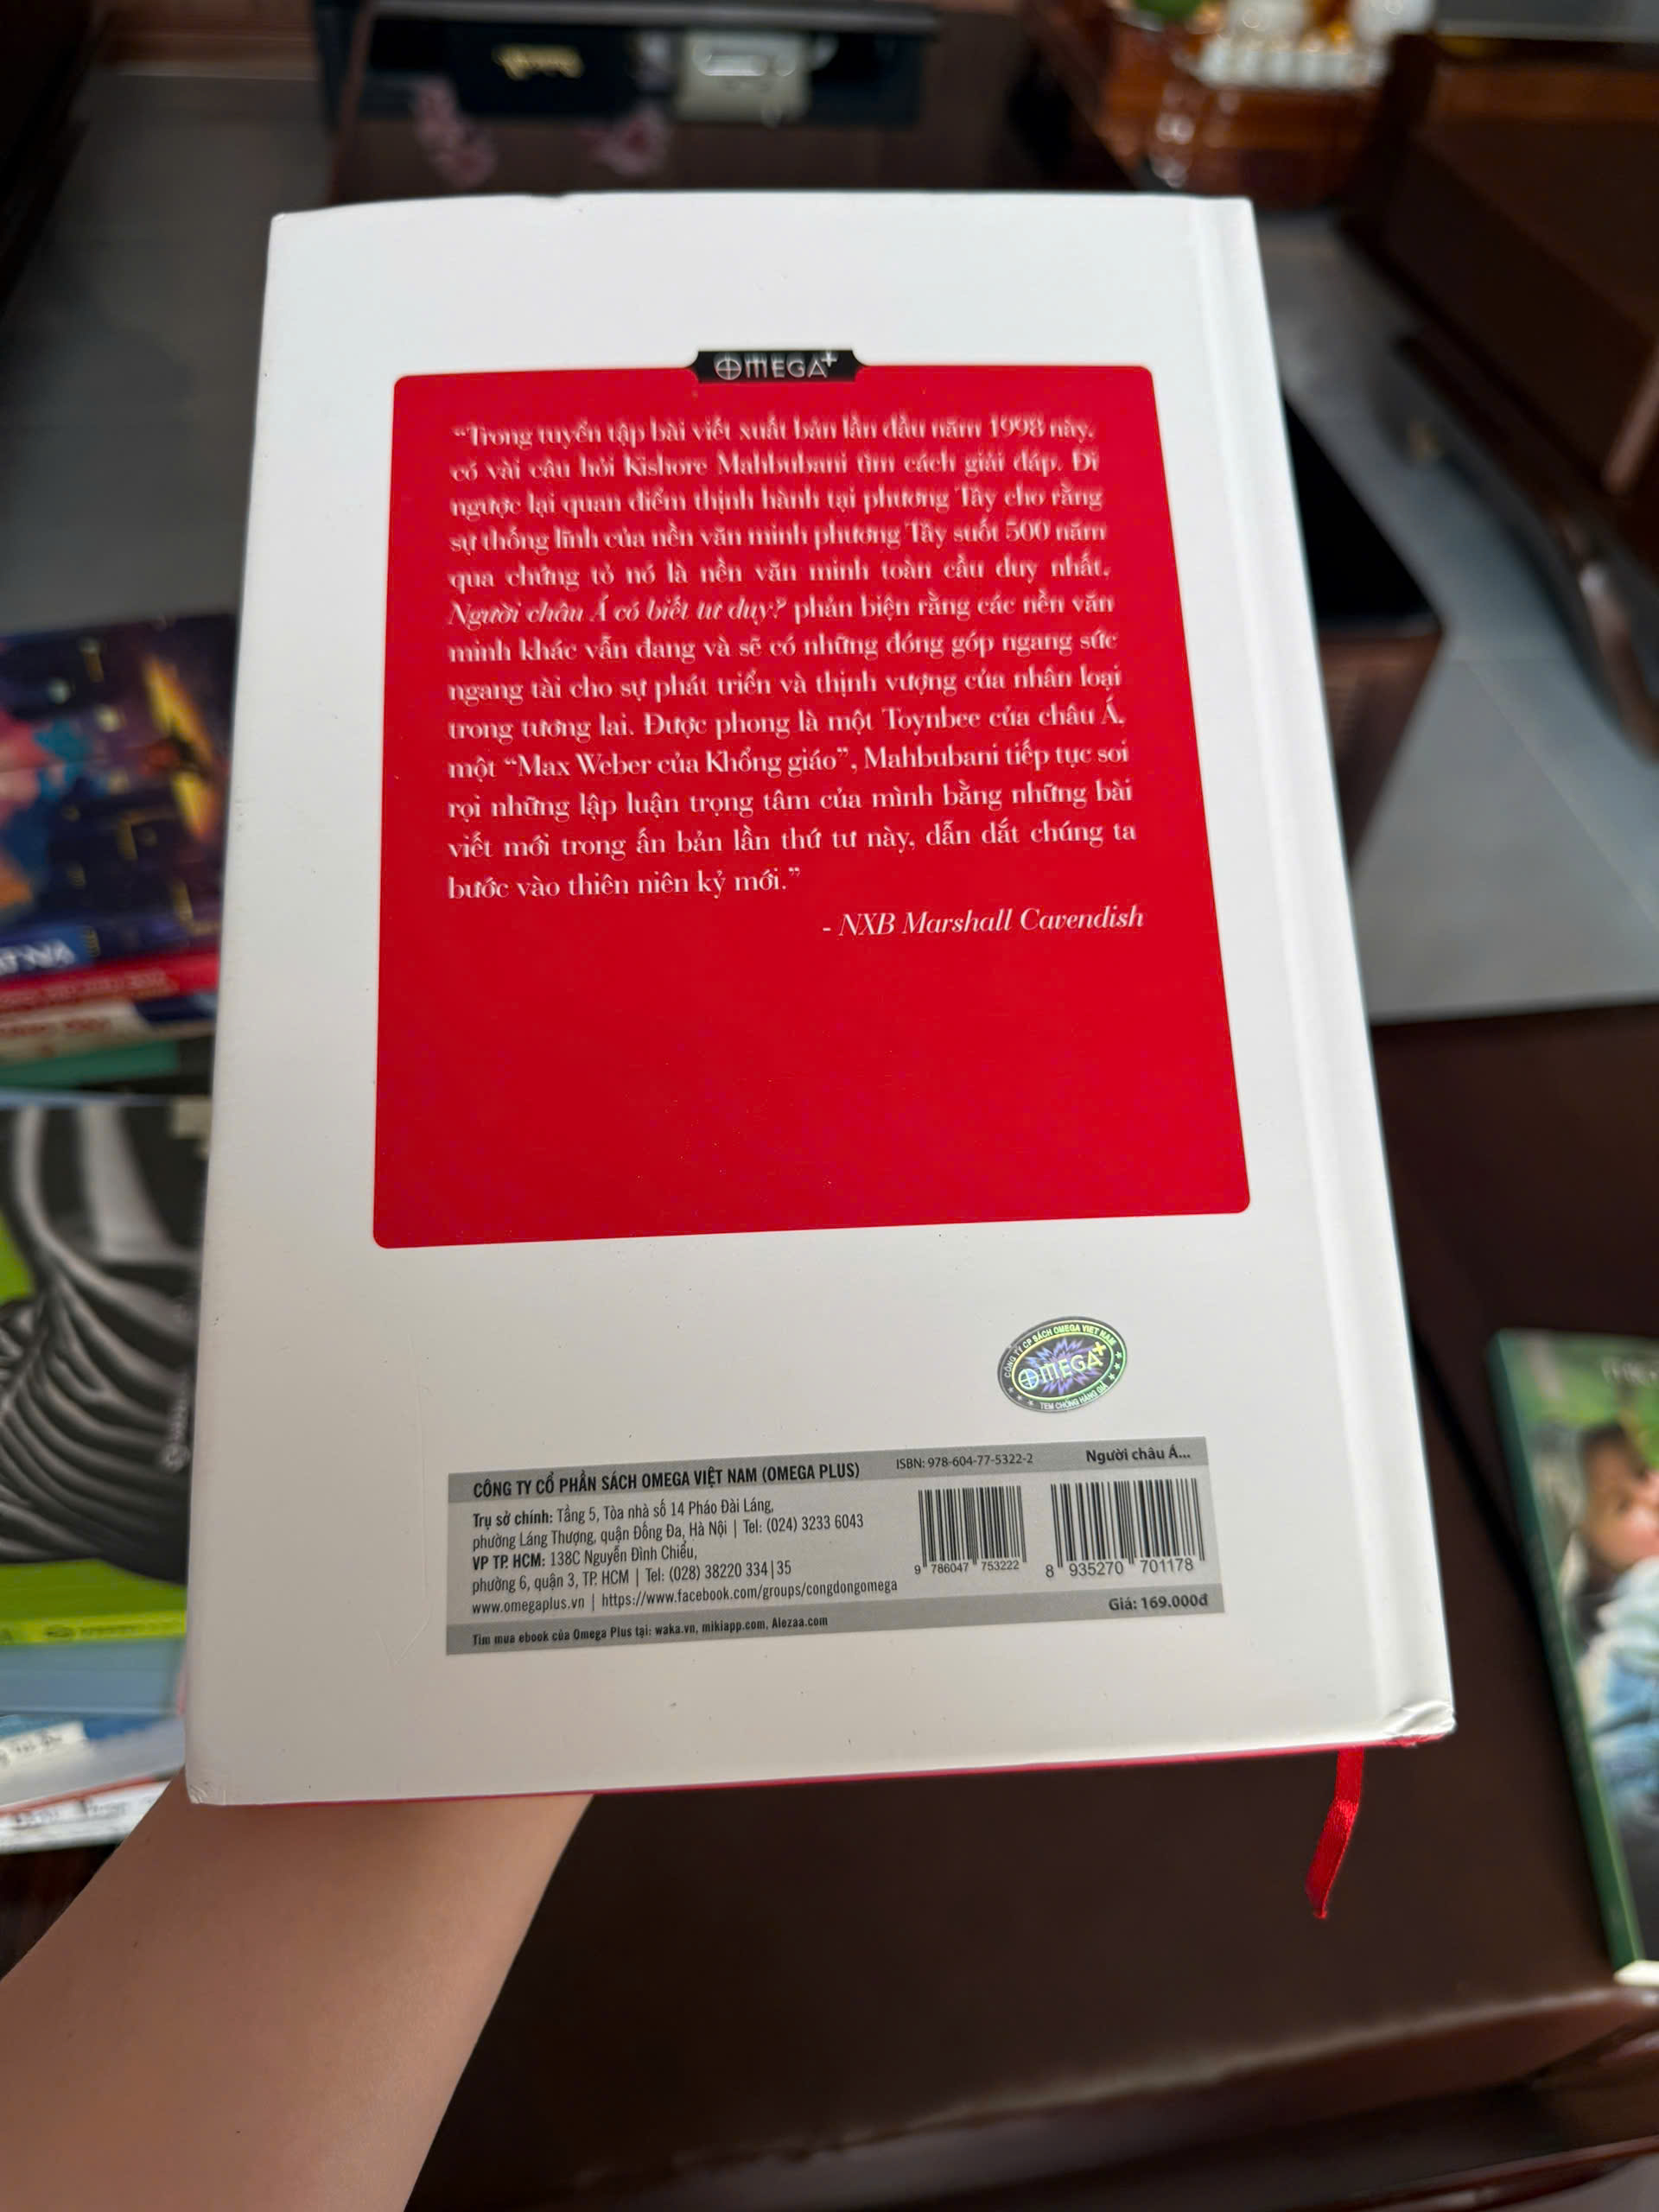 OMEGA+
“Trong tuyển tập bài viết xuất bản lần đầu năm 1998 này,
có vài câu hỏi Kishore Mahbubani tìm cách giải đáp. Đi
ngược lại quan điểm thịnh hành tại phương Tây cho rằng
sự thống lĩnh của nền văn minh phương Tây suốt 500 năm
qua chứng tỏ nó là nền văn minh toàn cầu duy nhất,
Người châu Á có biết tư duy? phản biện rằng các nền văn
minh khác vẫn đang và sẽ có những đóng góp ngang sức
ngang tài cho sự phát triển và thịnh vượng của nhân loại
trong tương lai. Được phong là một Toynbee của châu Á,
một “Max Weber của Khổng giáo”, Mahbubani tiếp tục soi
rọi những lập luận trọng tâm của mình bằng những bài
viết mới trong ấn bản lần thứ tư này, dẫn dắt chúng ta
bước vào thiên niên kỷ mới.”
- NXB Marshall Cavendish
CÔNG TY CP SÁCH OMEGA VIỆT NAM
OMEGA+
TEM CHỐNG HÀNG GIẢ
CÔNG TY CỔ PHẦN SÁCH OMEGA VIỆT NAM (OMEGA PLUS)
Trụ sở chính: Tầng 5, Tòa nhà số 14 Pháo Đài Láng,
phường Láng Thượng, quận Đống Đa, Hà Nội | Tel: (024) 3233 6043
VP TP. HCM: 138C Nguyễn Đình Chiểu,
phường 6, quận 3, TP. HCM | Tel: (028) 38220 334|35
www.omegaplus.vn | https://www.facebook.com/groups/congdongomega
Tìm mua ebook của Omega Plus tại: waka.vn, mikiapp.com, Alezaa.com
ISBN: 978-604-77-5322-2
Người châu Á...
9 786047 753222
8 935270 701178
Giá: 169.000đ